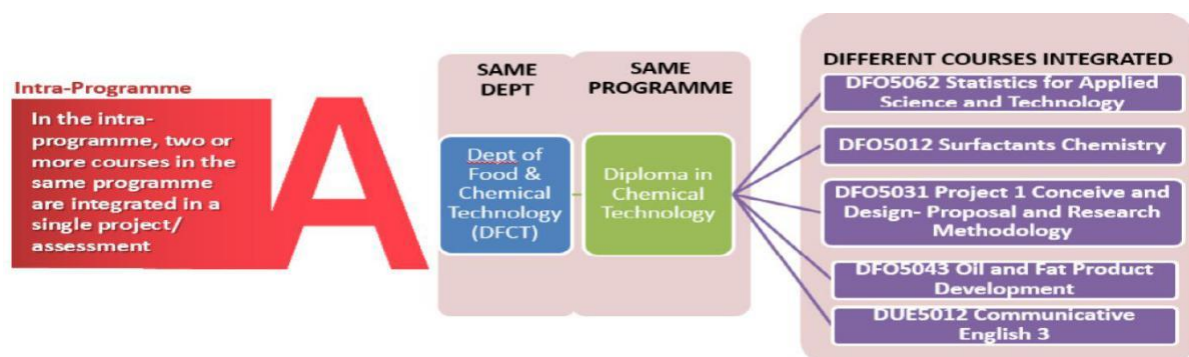 Intra-Programme
In the intra-
programme, two or
more courses in the
same programme
are integrated in a
single project/
assessment
A
SAME
DEPT
Dept of
Food &
Chemical
Technology
(DFCT)
SAME
PROGRAMME
Diploma in
Chemical
Technology
DIFFERENT COURSES INTEGRATED
DFO5062 Statistics for Applied
Science and Technology
DFO5012 Surfactants Chemistry
DFO5031 Project 1 Conceive and
Design- Proposal and Research
Methodology
DFO5043 Oil and Fat Product
Development
DUE5012 Communicative
English 3